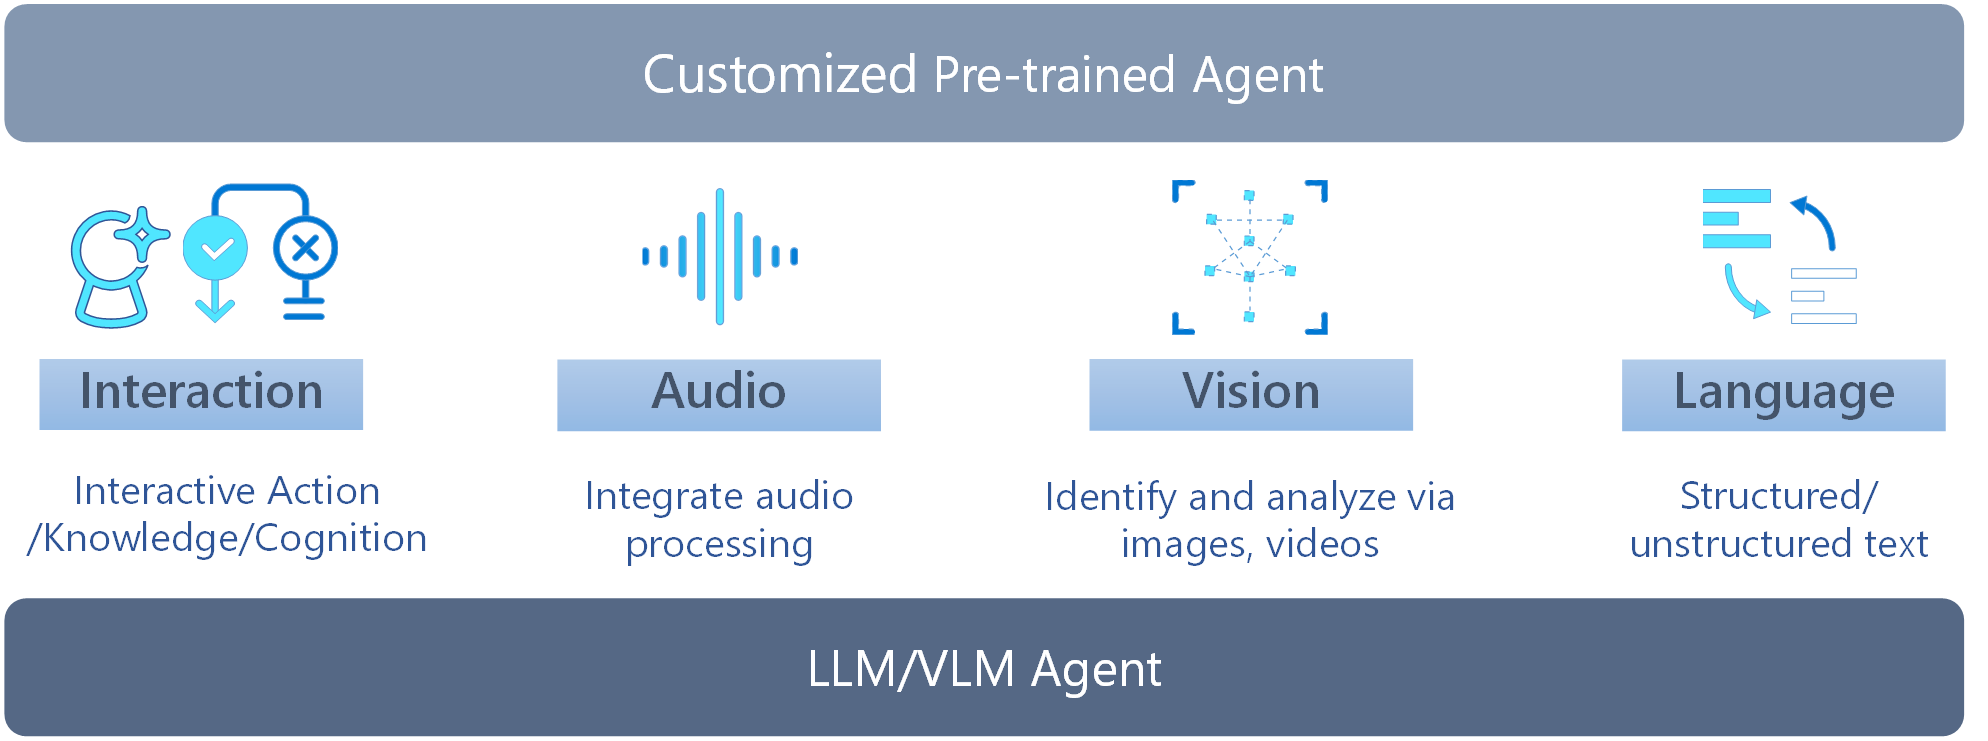 Customized Pre-trained Agent
Interaction
Audio
Vision
Language
Interactive Action
/Knowledge/Cognition
Integrate audio
processing
Identify and analyze via
images, videos
Structured/
unstructured text
LLM/VLM Agent